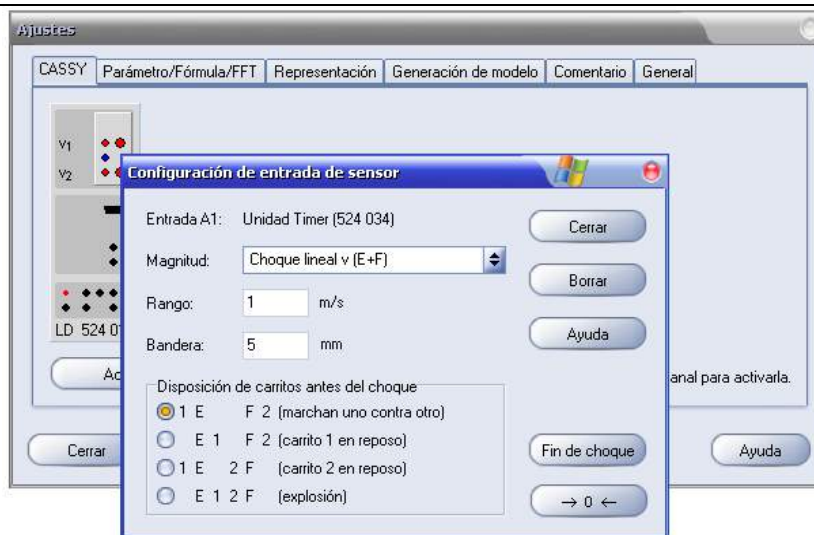 Ajustes
CASSY Parámetro/Fórmula/FFT Representación Generación de modelo Comentario General
V1
V2
LD 524 0
Configuración de entrada de sensor
Entrada A1: Unidad Timer (524 034)
Magnitud: Choque lineal v (E+F)
Rango: 1 m/s
Bandera: 5 mm
Disposición de carritos antes del choque
1 E F 2 (marchan uno contra otro)
E 1 F 2 (carrito 1 en reposo)
1 E 2 F (carrito 2 en reposo)
E 1 2 F (explosión)
Cerrar
Borrar
Ayuda
Fin de choque
→ 0 ←
Ac
anal para activarla.
Cerrar
Ayuda